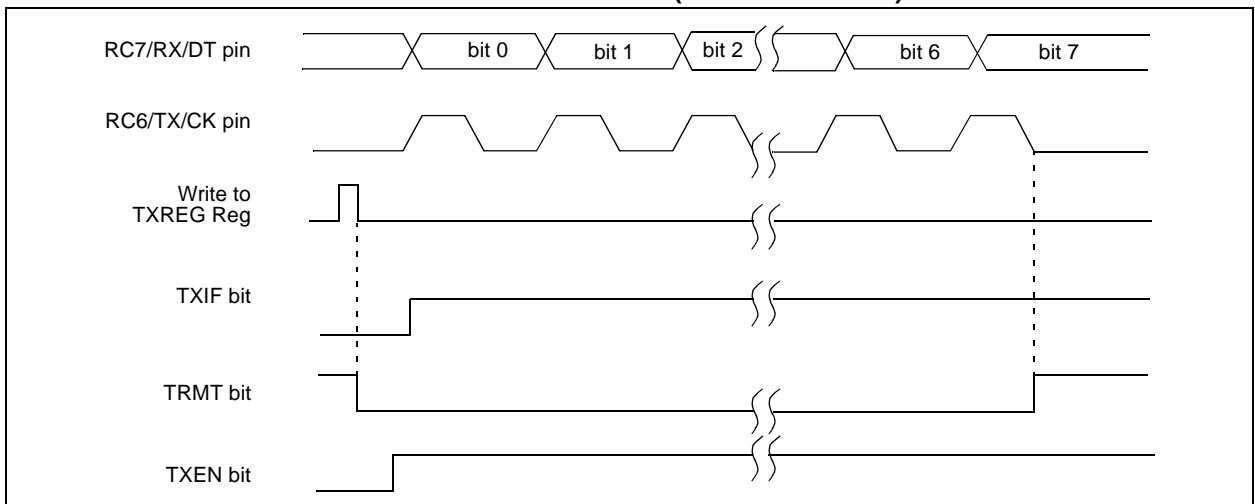 RC7/RX/DT pin
bit 0
bit 1
bit 2
bit 6
bit 7
RC6/TX/CK pin
Write to
TXREG Reg
TXIF bit
TRMT bit
TXEN bit